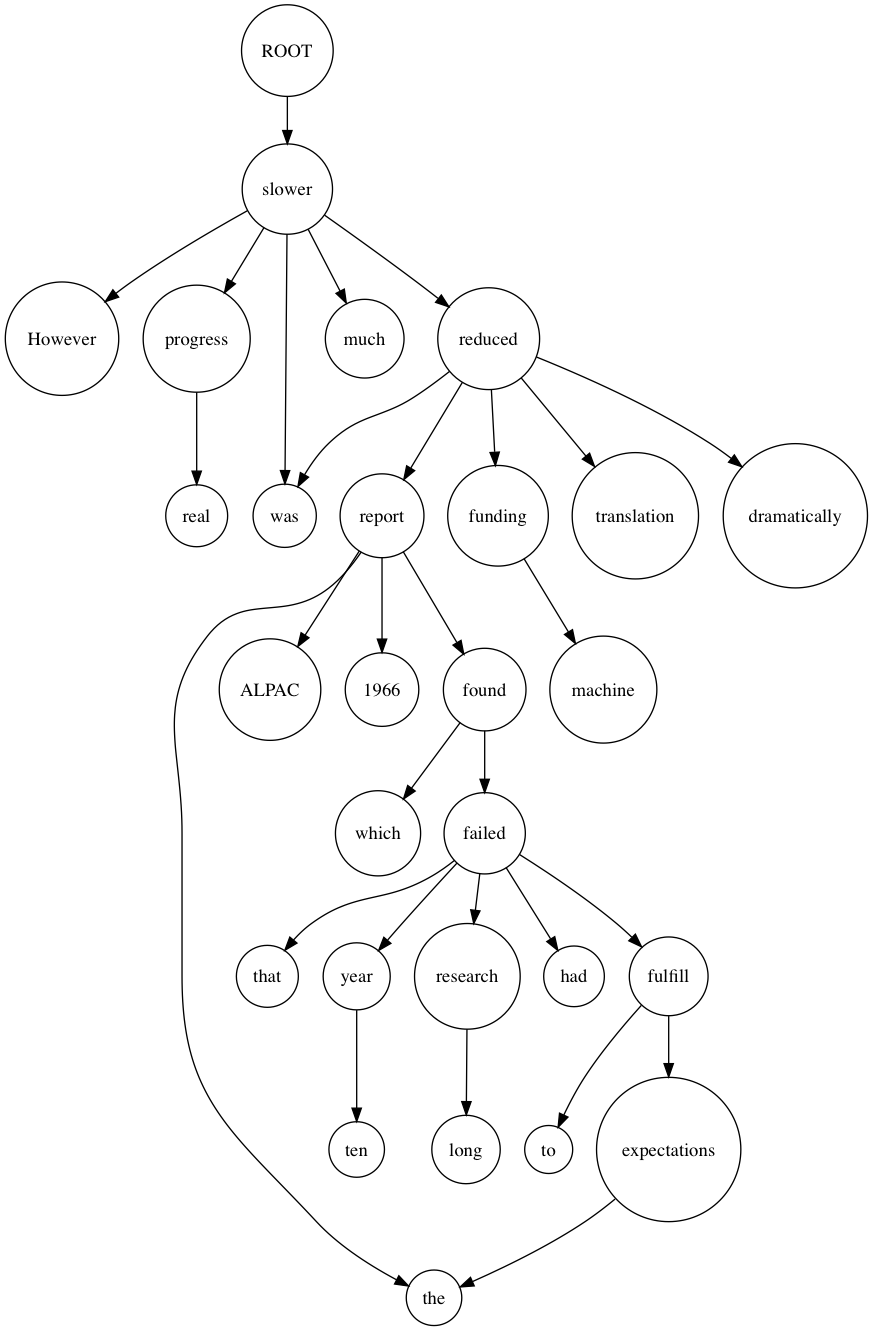 ROOT
slower
However
progress
much
reduced
real
was
report
funding
translation
dramatically
ALPAC
1966
found
machine
which
failed
that
year
research
had
fulfill
ten
long
to
expectations
the